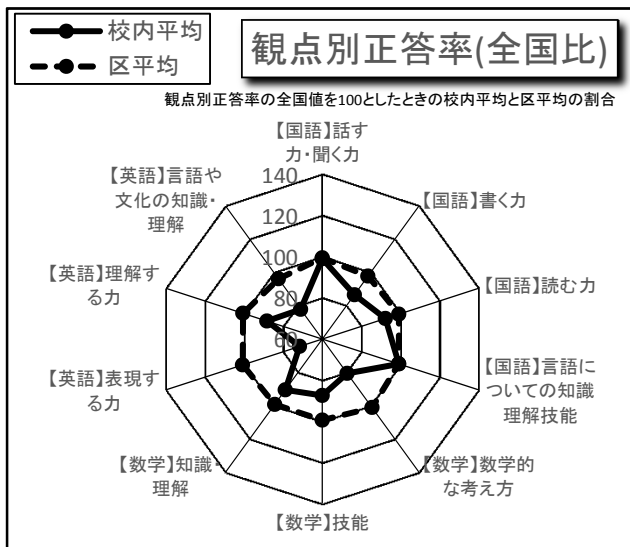 校内平均
区平均
観点別正答率(全国比)
観点別正答率の全国値を100としたときの校内平均と区平均の割合
【国語】話す
力・聞く力
【国語】書く力
【国語】読む力
【国語】言語に
ついての知識
理解技能
【数学】数学的
な考え方
【数学】技能
【数学】知識・
理解
【英語】表現す
る力
【英語】理解す
る力
【英語】言語や
文化の知識・
理解
140
120
100
80
60